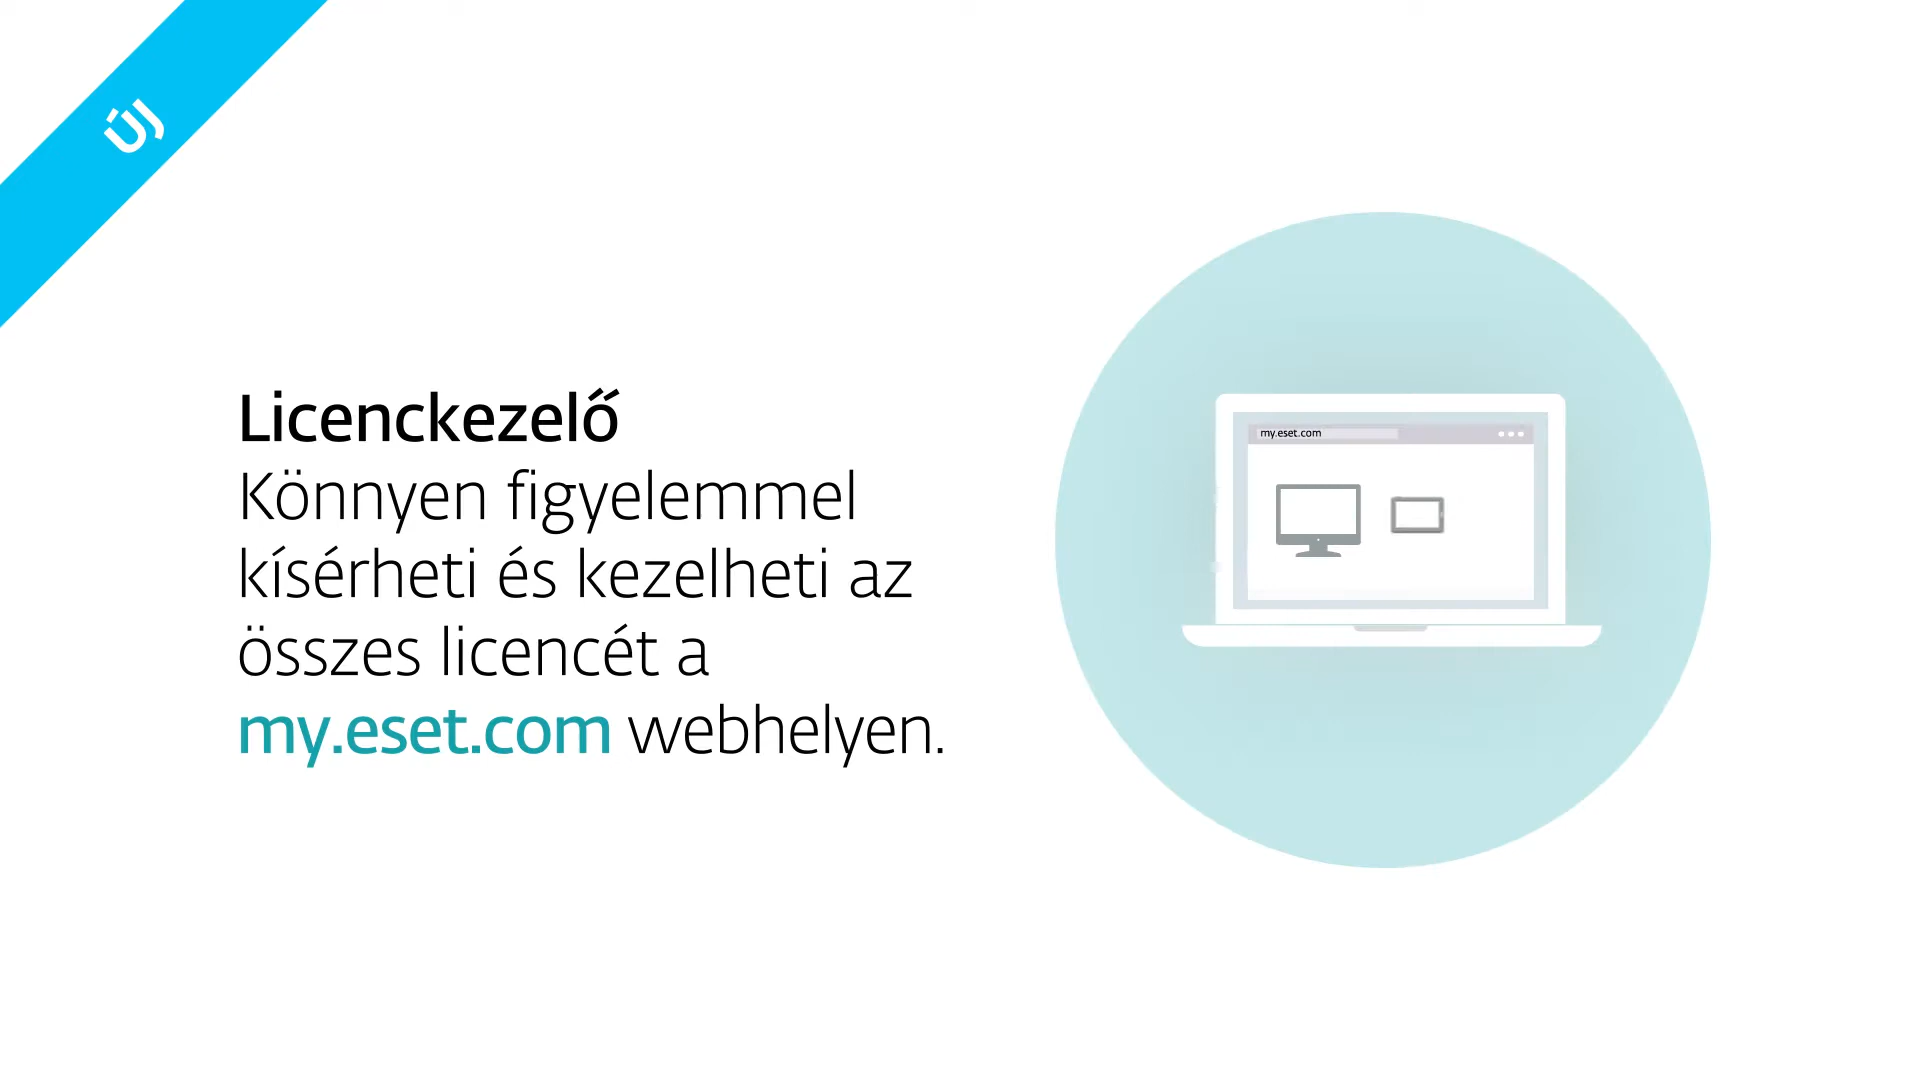 ÚJ
Licenckezelő
Könnyen figyelemmel
kísérheti és kezelheti az
összes licencét a
my.eset.com webhelyen.
my.eset.com